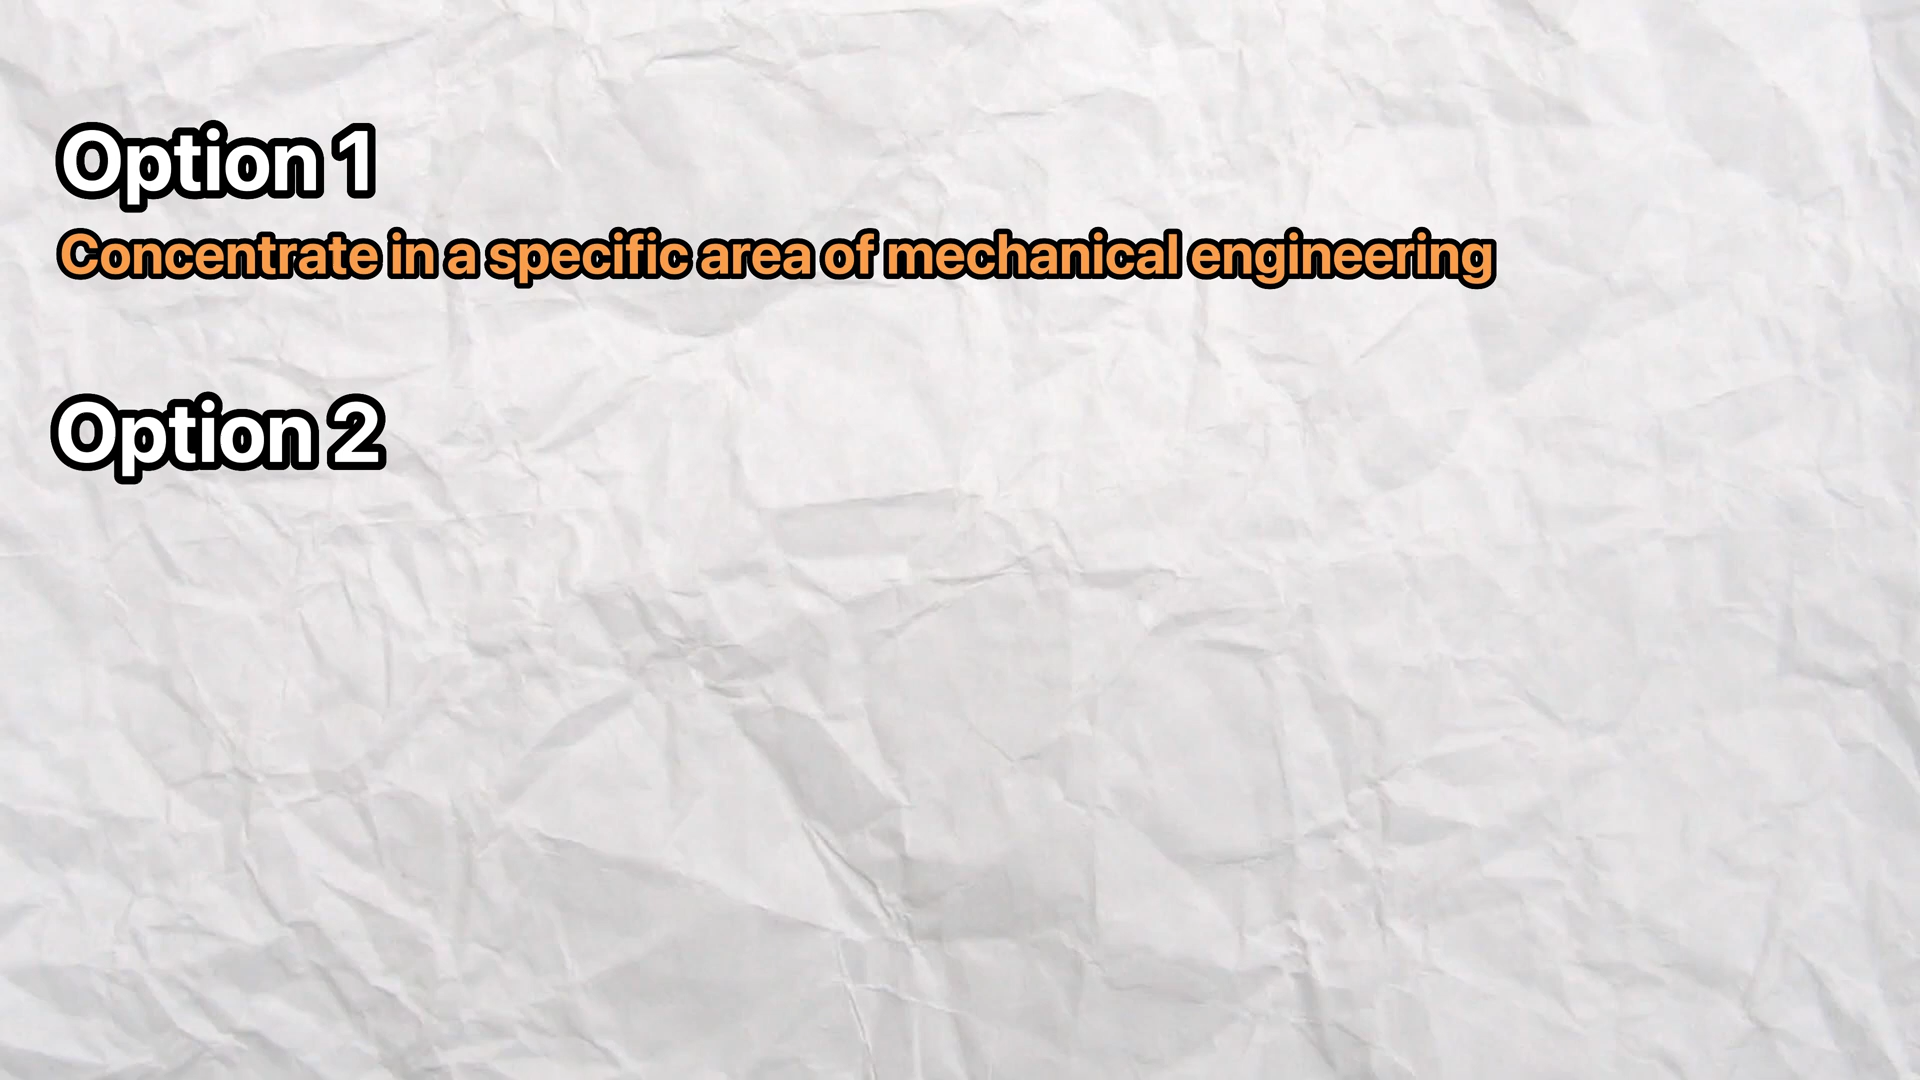 Option 1
Concentrate in a specific area of mechanical engineering
Option 2